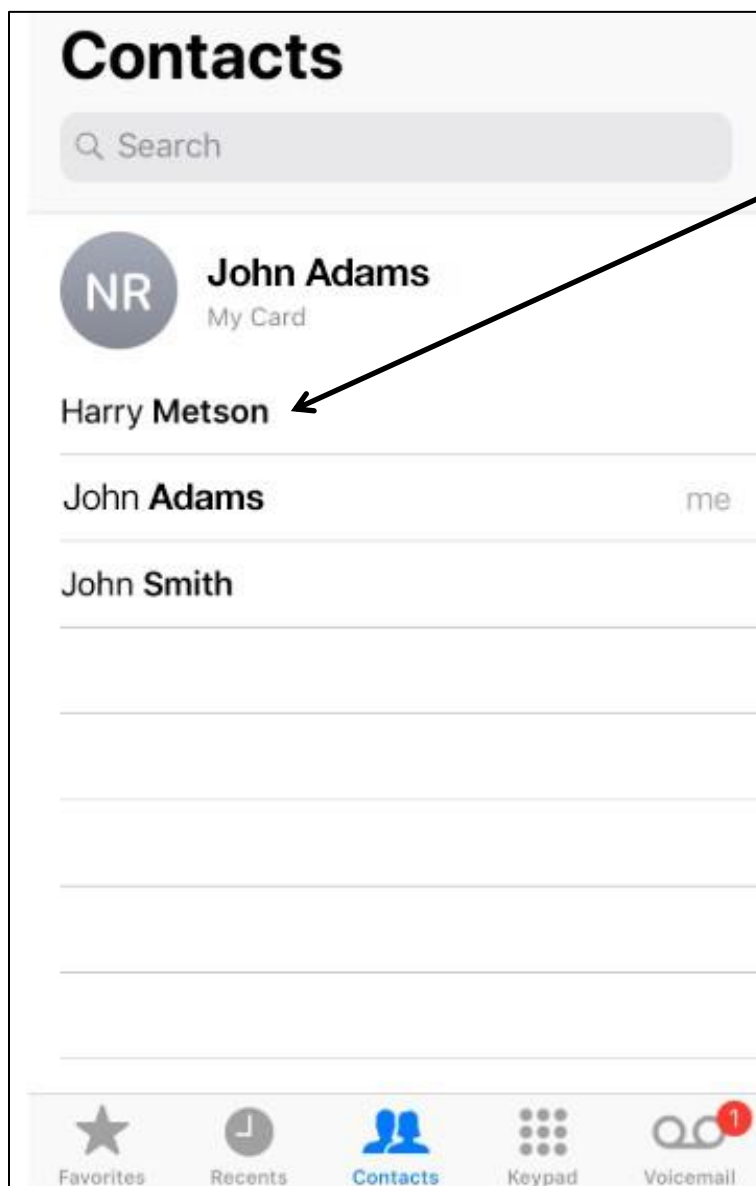 Contacts
Search
NR
John Adams
My Card
Harry Metson
John Adams me
John Smith
1
Favorites Recents Contacts Keypad Voicemail